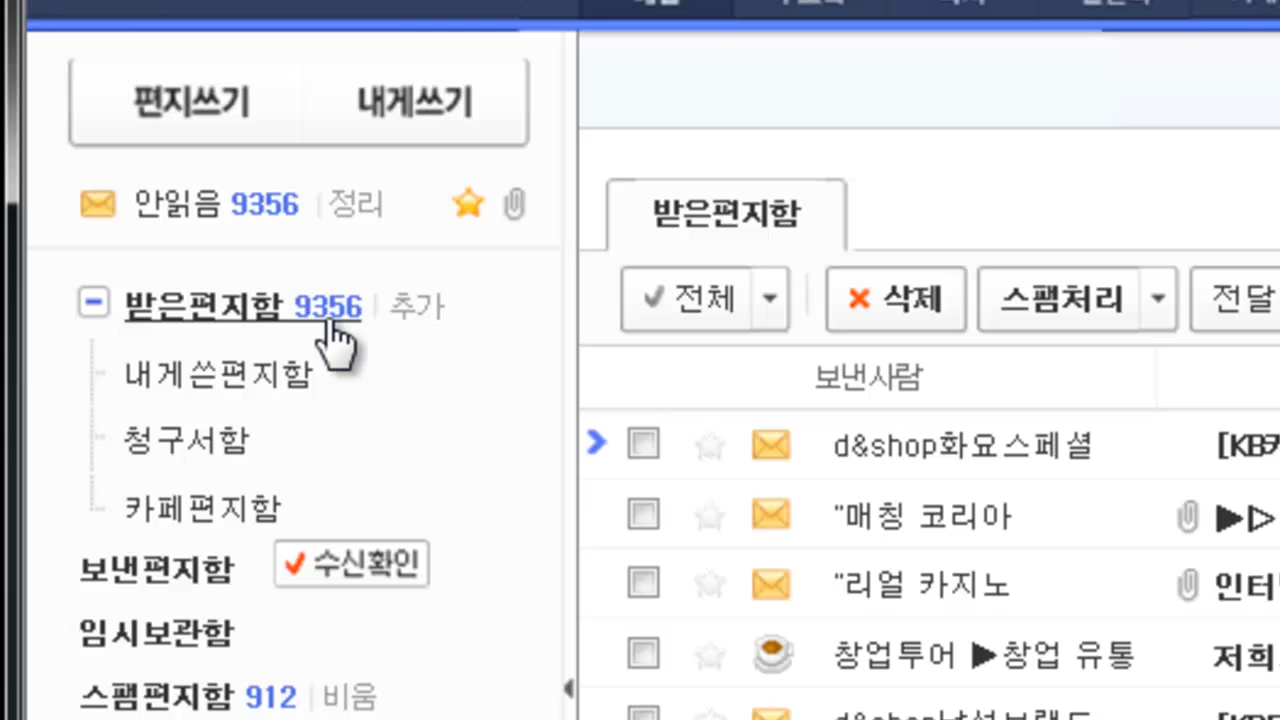 편지쓰기 내게쓰기
안읽음 9356 정리
받은편지함 9356 추가
내게쓴편지함
청구서함
카페편지함
보낸편지함 수신확인
임시보관함
스팸편지함 912 비움
받은편지함
전체 삭제 스팸처리 전달
보낸사람
d&shop화요스페셜
"매칭 코리아 ▶▷
"리얼 카지노
창업투어 ▶창업 유통 저희